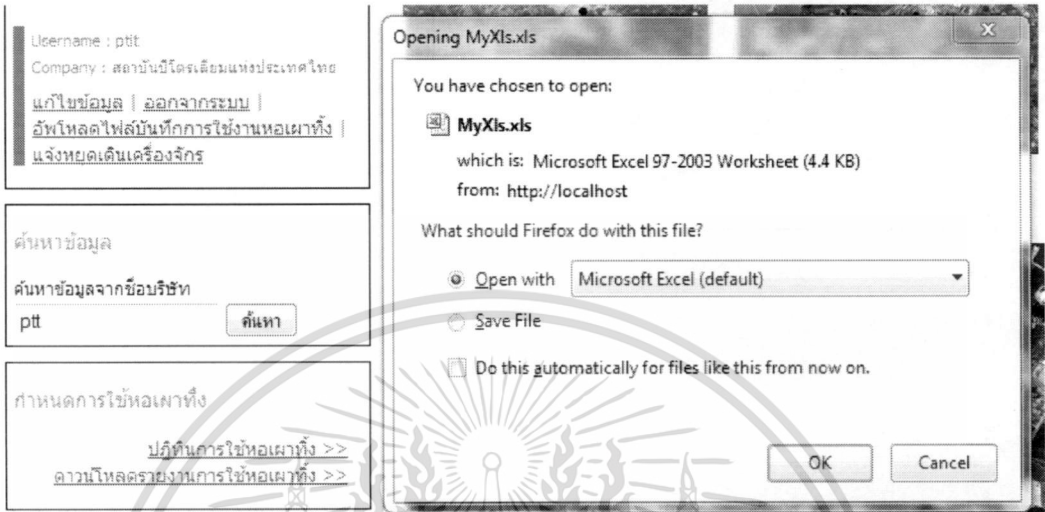 Username : ptit
Company : สถาบันปิโตรเลียมแห่งประเทศไทย
แก้ไขข้อมูล | ออกจากระบบ |
อัพโหลดไฟล์บันทึกการใช้งานหอเผาทิ้ง |
แจ้งหยุดเดินเครื่องจักร
ค้นหาข้อมูล
ค้นหาข้อมูลจากชื่อบริษัท
ptt
ค้นหา
กำหนดการใช้หอเผาทิ้ง
ปฏิทินการใช้หอเผาทิ้ง >>
ดาวน์โหลดรายงานการใช้หอเผาทิ้ง >>
Opening MyXls.xls
You have chosen to open:
MyXls.xls
which is: Microsoft Excel 97-2003 Worksheet (4.4 KB)
from: http://localhost
What should Firefox do with this file?
Open with Microsoft Excel (default)
Save File
Do this automatically for files like this from now on.
OK Cancel